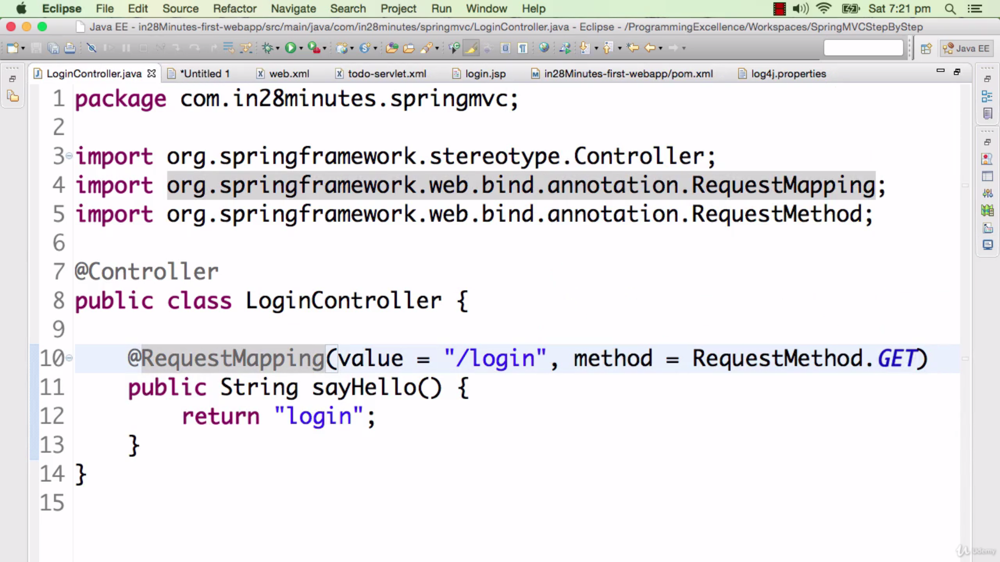 Eclipse File Edit Source Refactor Navigate Search Project Run Window Help Sat 7:21 pm
Java EE - in28Minutes-first-webapp/src/main/java/com/in28minutes/springmvc/LoginController.java - Eclipse - /ProgrammingExcellence/Workspaces/SpringMVCStepByStep
Java EE
LoginController.java *Untitled 1 web.xml todo-servlet.xml login.jsp in28Minutes-first-webapp/pom.xml log4j.properties
1 package com.in28minutes.springmvc;
2
3 import org.springframework.stereotype.Controller;
4 import org.springframework.web.bind.annotation.RequestMapping;
5 import org.springframework.web.bind.annotation.RequestMethod;
6
7 @Controller
8 public class LoginController {
9
10 @RequestMapping(value = "/login", method = RequestMethod.GET)
11 public String sayHello() {
12 return "login";
13 }
14 }
15
Udemy